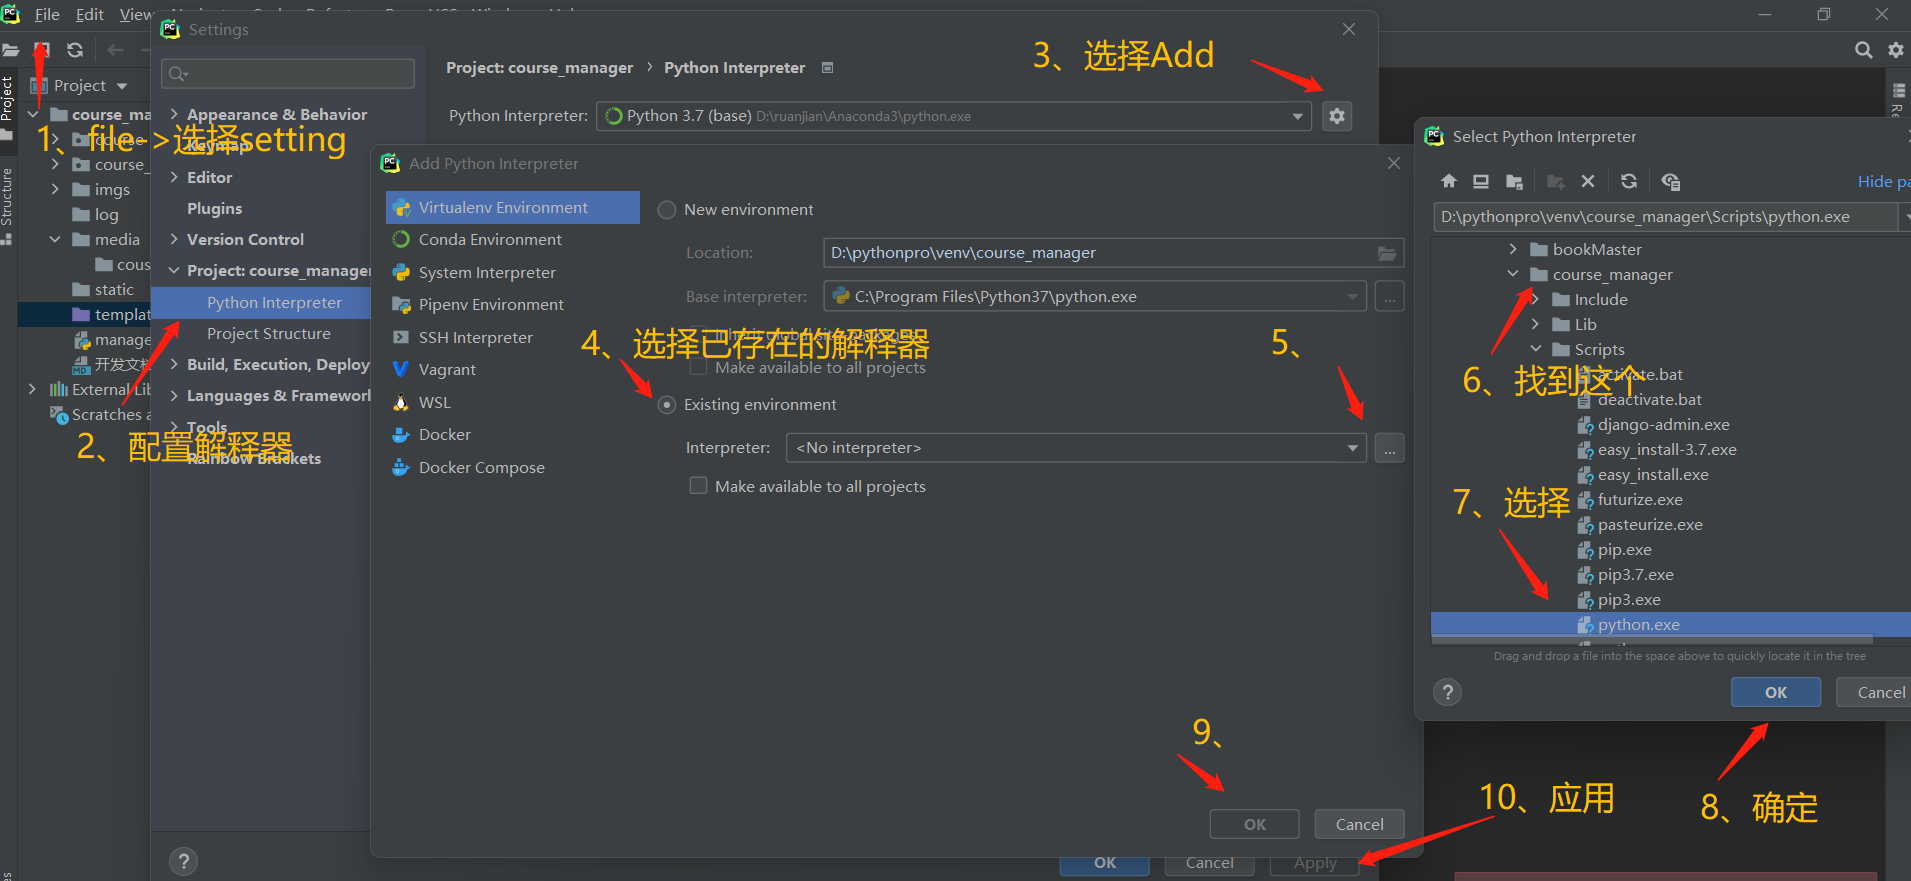 File Edit View
Settings
Project
course_ma
course_
imgs
log
media
cous
static
templat
manage
开发文档
External Lib
Scratches a
Project
Structure
1、file->选择setting
2、配置解释器
Appearance & Behavior
Keymap
Editor
Plugins
Version Control
Project: course_manager
Python Interpreter
Project Structure
Build, Execution, Deploy
Languages & Framework
Tools
Rainbow Brackets
Project: course_manager › Python Interpreter
Python Interpreter: Python 3.7 (base) D:\ruanjian\Anaconda3\python.exe
3、选择Add
Add Python Interpreter
Virtualenv Environment
Conda Environment
System Interpreter
Pipenv Environment
SSH Interpreter
Vagrant
WSL
Docker
Docker Compose
New environment
Location: D:\pythonpro\venv\course_manager
Base interpreter: C:\Program Files\Python37\python.exe
...
4、选择已存在的解释器
Make available to all projects
5、
Existing environment
Interpreter: <No interpreter>
...
Make available to all projects
9、
OK Cancel
OK Cancel Apply
10、应用
Select Python Interpreter
Hide pa
D:\pythonpro\venv\course_manager\Scripts\python.exe
bookMaster
course_manager
Include
Lib
Scripts
activate.bat
deactivate.bat
django-admin.exe
easy_install-3.7.exe
easy_install.exe
futurize.exe
pasteurize.exe
pip.exe
pip3.7.exe
pip3.exe
python.exe
6、找到这个
7、选择
Drag and drop a file into the space above to quickly locate it in the tree
OK Cancel
8、确定